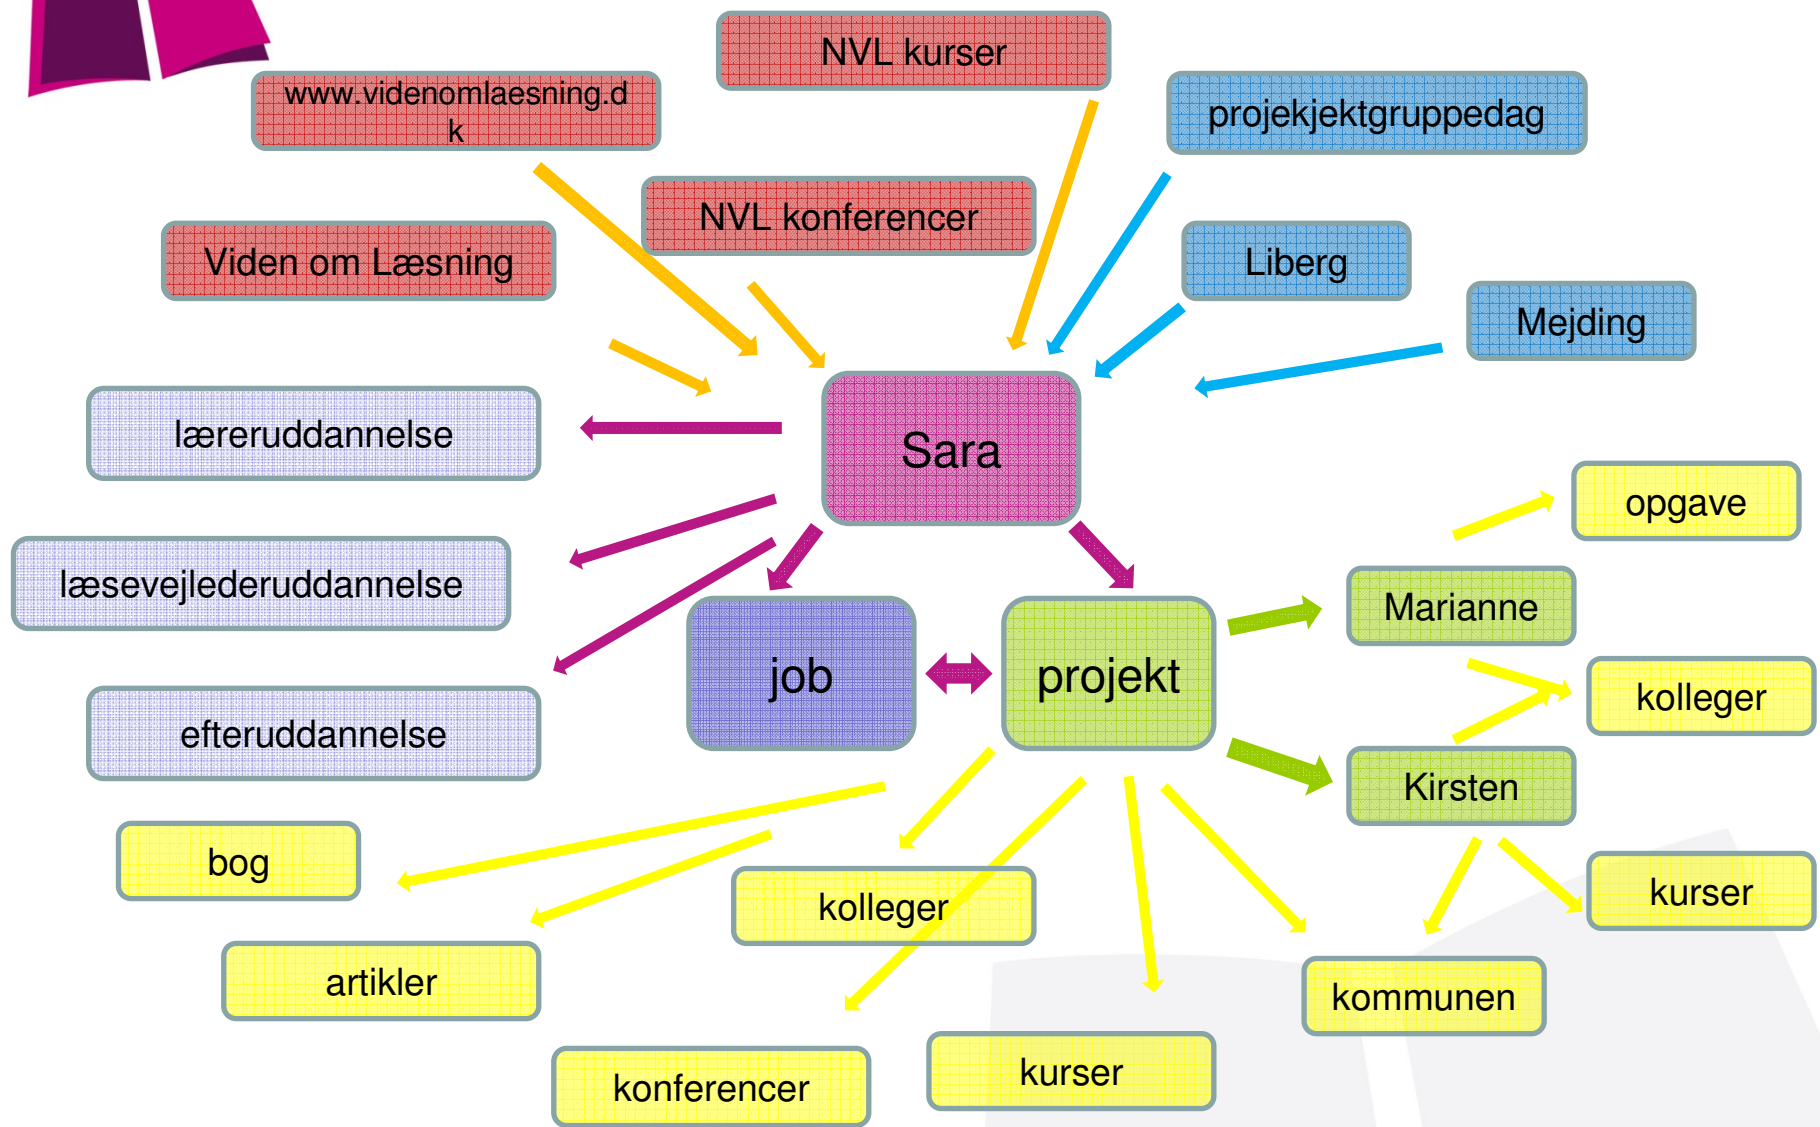 NVL kurser
www.videnomlaesning.d
k
projekjektgruppedag
NVL konferencer
Viden om Læsning
Liberg
Mejding
læreruddannelse
Sara
opgave
læsevejlederuddannelse
Marianne
job
projekt
kolleger
efteruddannelse
Kirsten
bog
kolleger
kurser
artikler
kommunen
konferencer
kurser